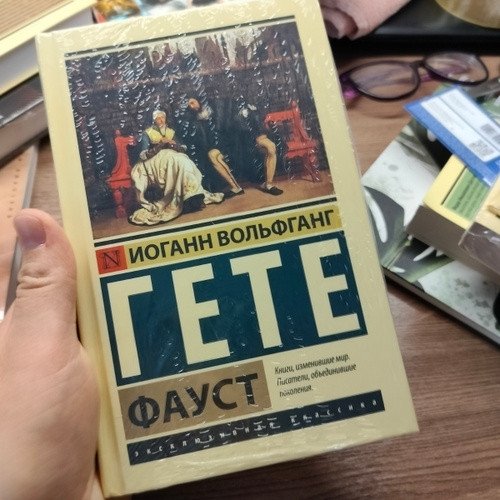 N ИОГАНН ВОЛЬФГАНГ
ГЕТЕ
ФАУСТ
Книги, изменившие мир.
Писатели, объединившие
поколения.
ЭКСКЛЮЗИВНАЯ КЛАССИКА